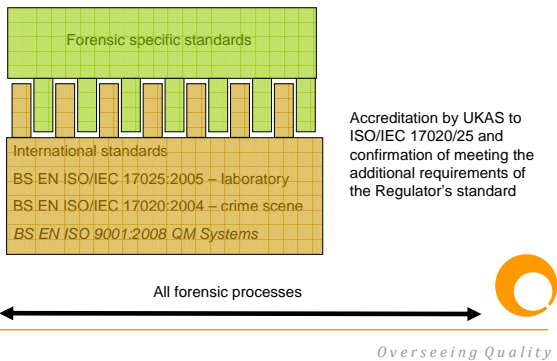 Forensic specific standards
International standards
BS EN ISO/IEC 17025:2005 – laboratory
BS EN ISO/IEC 17020:2004 – crime scene
BS EN ISO 9001:2008 QM Systems
Accreditation by UKAS to
ISO/IEC 17020/25 and
confirmation of meeting the
additional requirements of
the Regulator's standard
All forensic processes
Overseeing Quality